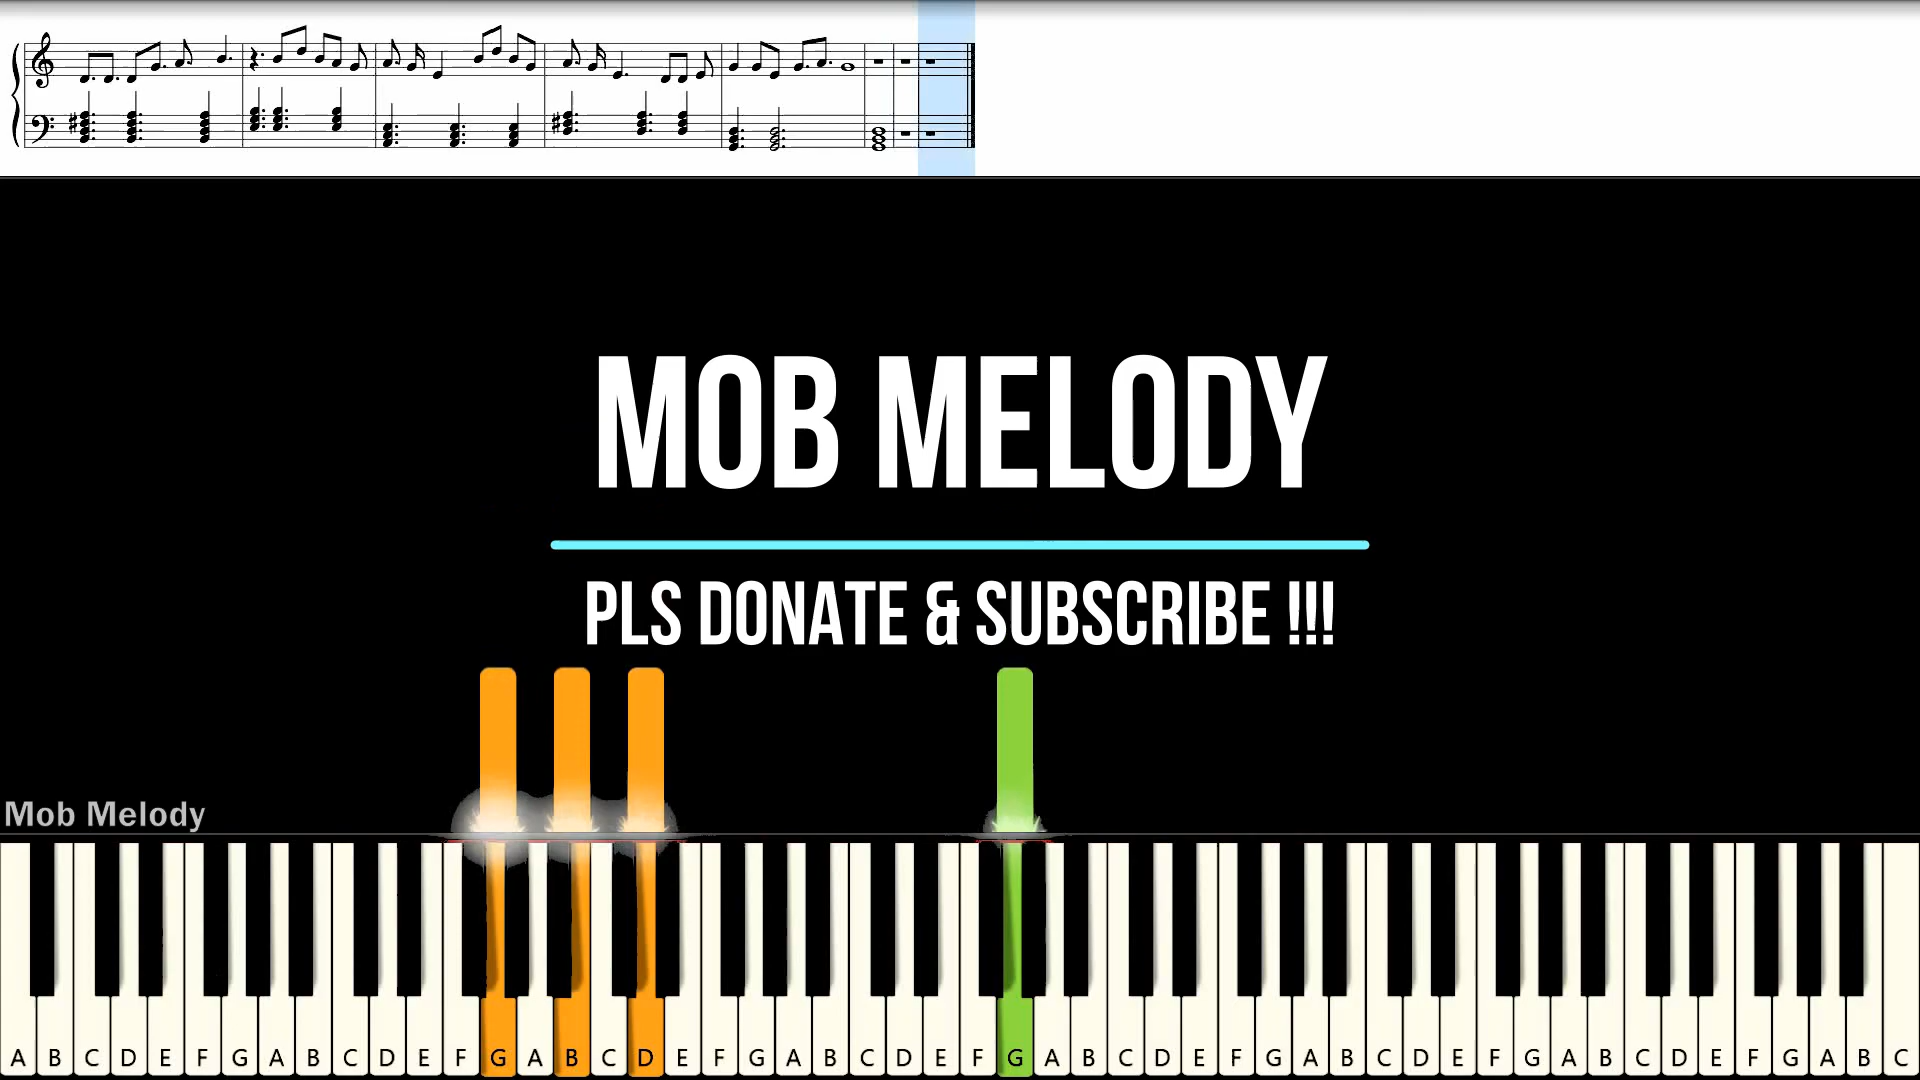 MOB MELODY
PLS DONATE & SUBSCRIBE !!!
Mob Melody
A B C D E F G A B C D E F G A B C D E F G A B C D E F G A B C D E F G A B C D E F G A B C D E F G A B C